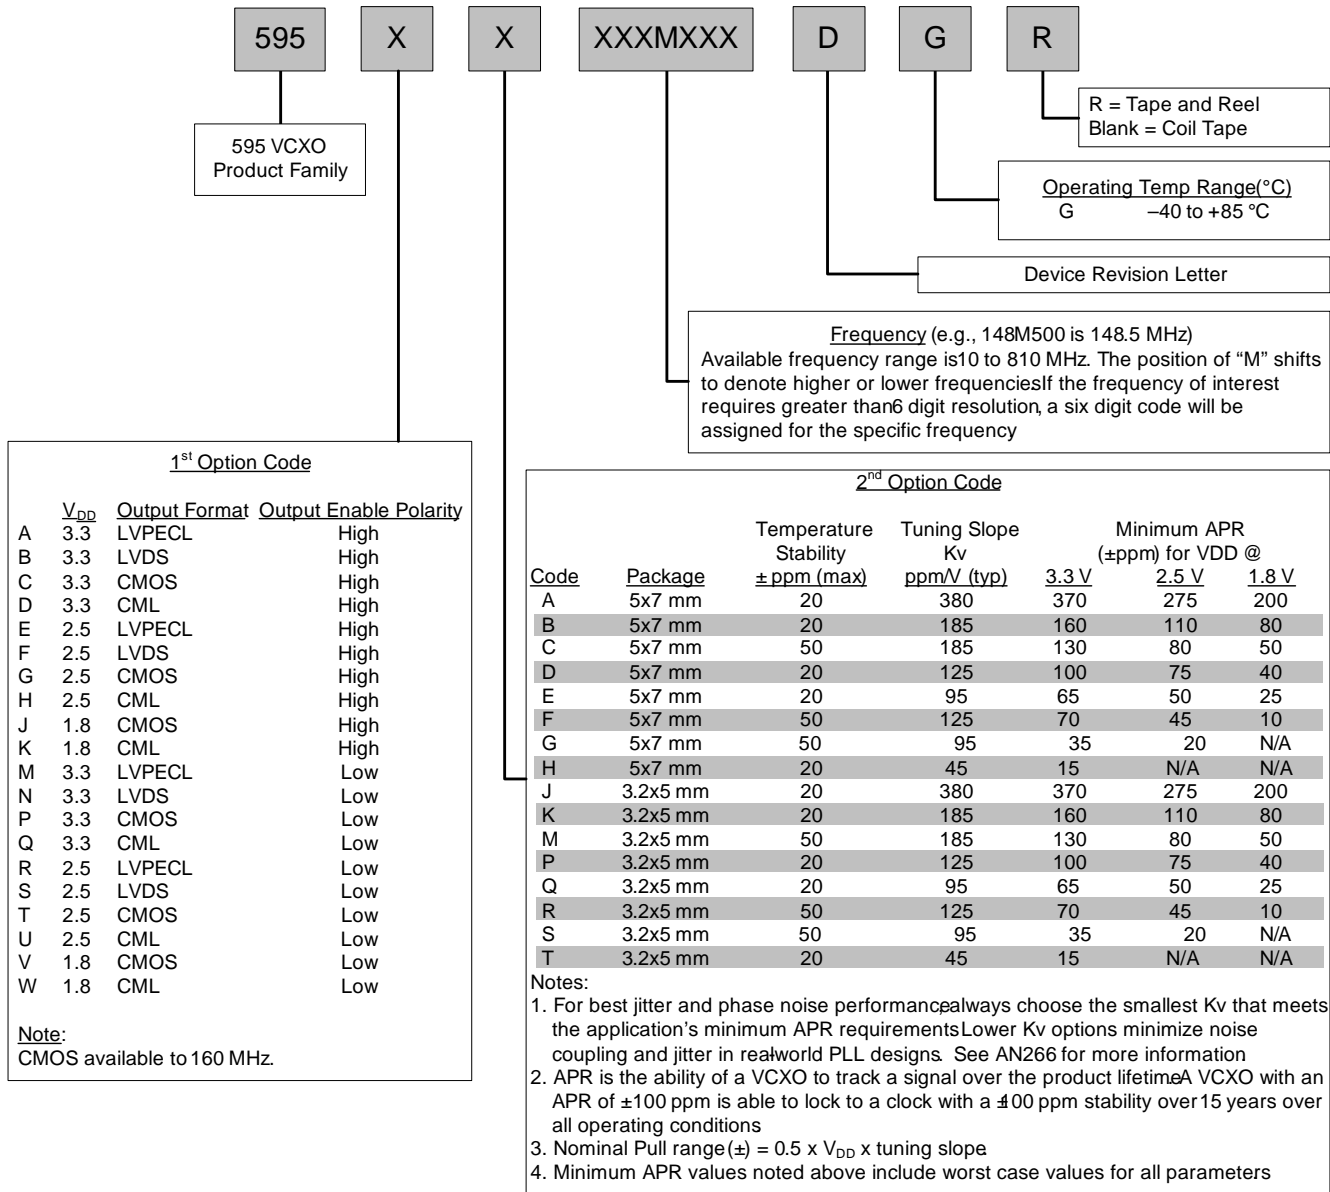 595 X X XXXMXXX D G R
R = Tape and Reel
Blank = Coil Tape
595 VCXO
Product Family
Operating Temp Range(°C)
G –40 to +85 °C
Device Revision Letter
Frequency (e.g., 148M500 is 148.5 MHz)
Available frequency range is10 to 810 MHz. The position of “M” shifts
to denote higher or lower frequencies. If the frequency of interest
requires greater than6 digit resolution, a six digit code will be
assigned for the specific frequency
1st Option Code
VDD Output Format Output Enable Polarity
A 3.3 LVPECL High
B 3.3 LVDS High
C 3.3 CMOS High
D 3.3 CML High
E 2.5 LVPECL High
F 2.5 LVDS High
G 2.5 CMOS High
H 2.5 CML High
J 1.8 CMOS High
K 1.8 CML High
M 3.3 LVPECL Low
N 3.3 LVDS Low
P 3.3 CMOS Low
Q 3.3 CML Low
R 2.5 LVPECL Low
S 2.5 LVDS Low
T 2.5 CMOS Low
U 2.5 CML Low
V 1.8 CMOS Low
W 1.8 CML Low
Note:
CMOS available to 160 MHz.
2nd Option Code
Temperature Tuning Slope Minimum APR
Stability Kv (±ppm) for VDD @
Code Package ± ppm (max) ppm/V (typ) 3.3 V 2.5 V 1.8 V
A 5x7 mm 20 380 370 275 200
B 5x7 mm 20 185 160 110 80
C 5x7 mm 50 185 130 80 50
D 5x7 mm 20 125 100 75 40
E 5x7 mm 20 95 65 50 25
F 5x7 mm 50 125 70 45 10
G 5x7 mm 50 95 35 20 N/A
H 5x7 mm 20 45 15 N/A N/A
J 3.2x5 mm 20 380 370 275 200
K 3.2x5 mm 20 185 160 110 80
M 3.2x5 mm 50 185 130 80 50
P 3.2x5 mm 20 125 100 75 40
Q 3.2x5 mm 20 95 65 50 25
R 3.2x5 mm 50 125 70 45 10
S 3.2x5 mm 50 95 35 20 N/A
T 3.2x5 mm 20 45 15 N/A N/A
Notes:
1. For best jitter and phase noise performance, always choose the smallest Kv that meets
the application’s minimum APR requirements. Lower Kv options minimize noise
coupling and jitter in real-world PLL designs. See AN266 for more information
2. APR is the ability of a VCXO to track a signal over the product lifetime. A VCXO with an
APR of ±100 ppm is able to lock to a clock with a ±100 ppm stability over 15 years over
all operating conditions
3. Nominal Pull range (±) = 0.5 x VDD x tuning slope.
4. Minimum APR values noted above include worst case values for all parameters